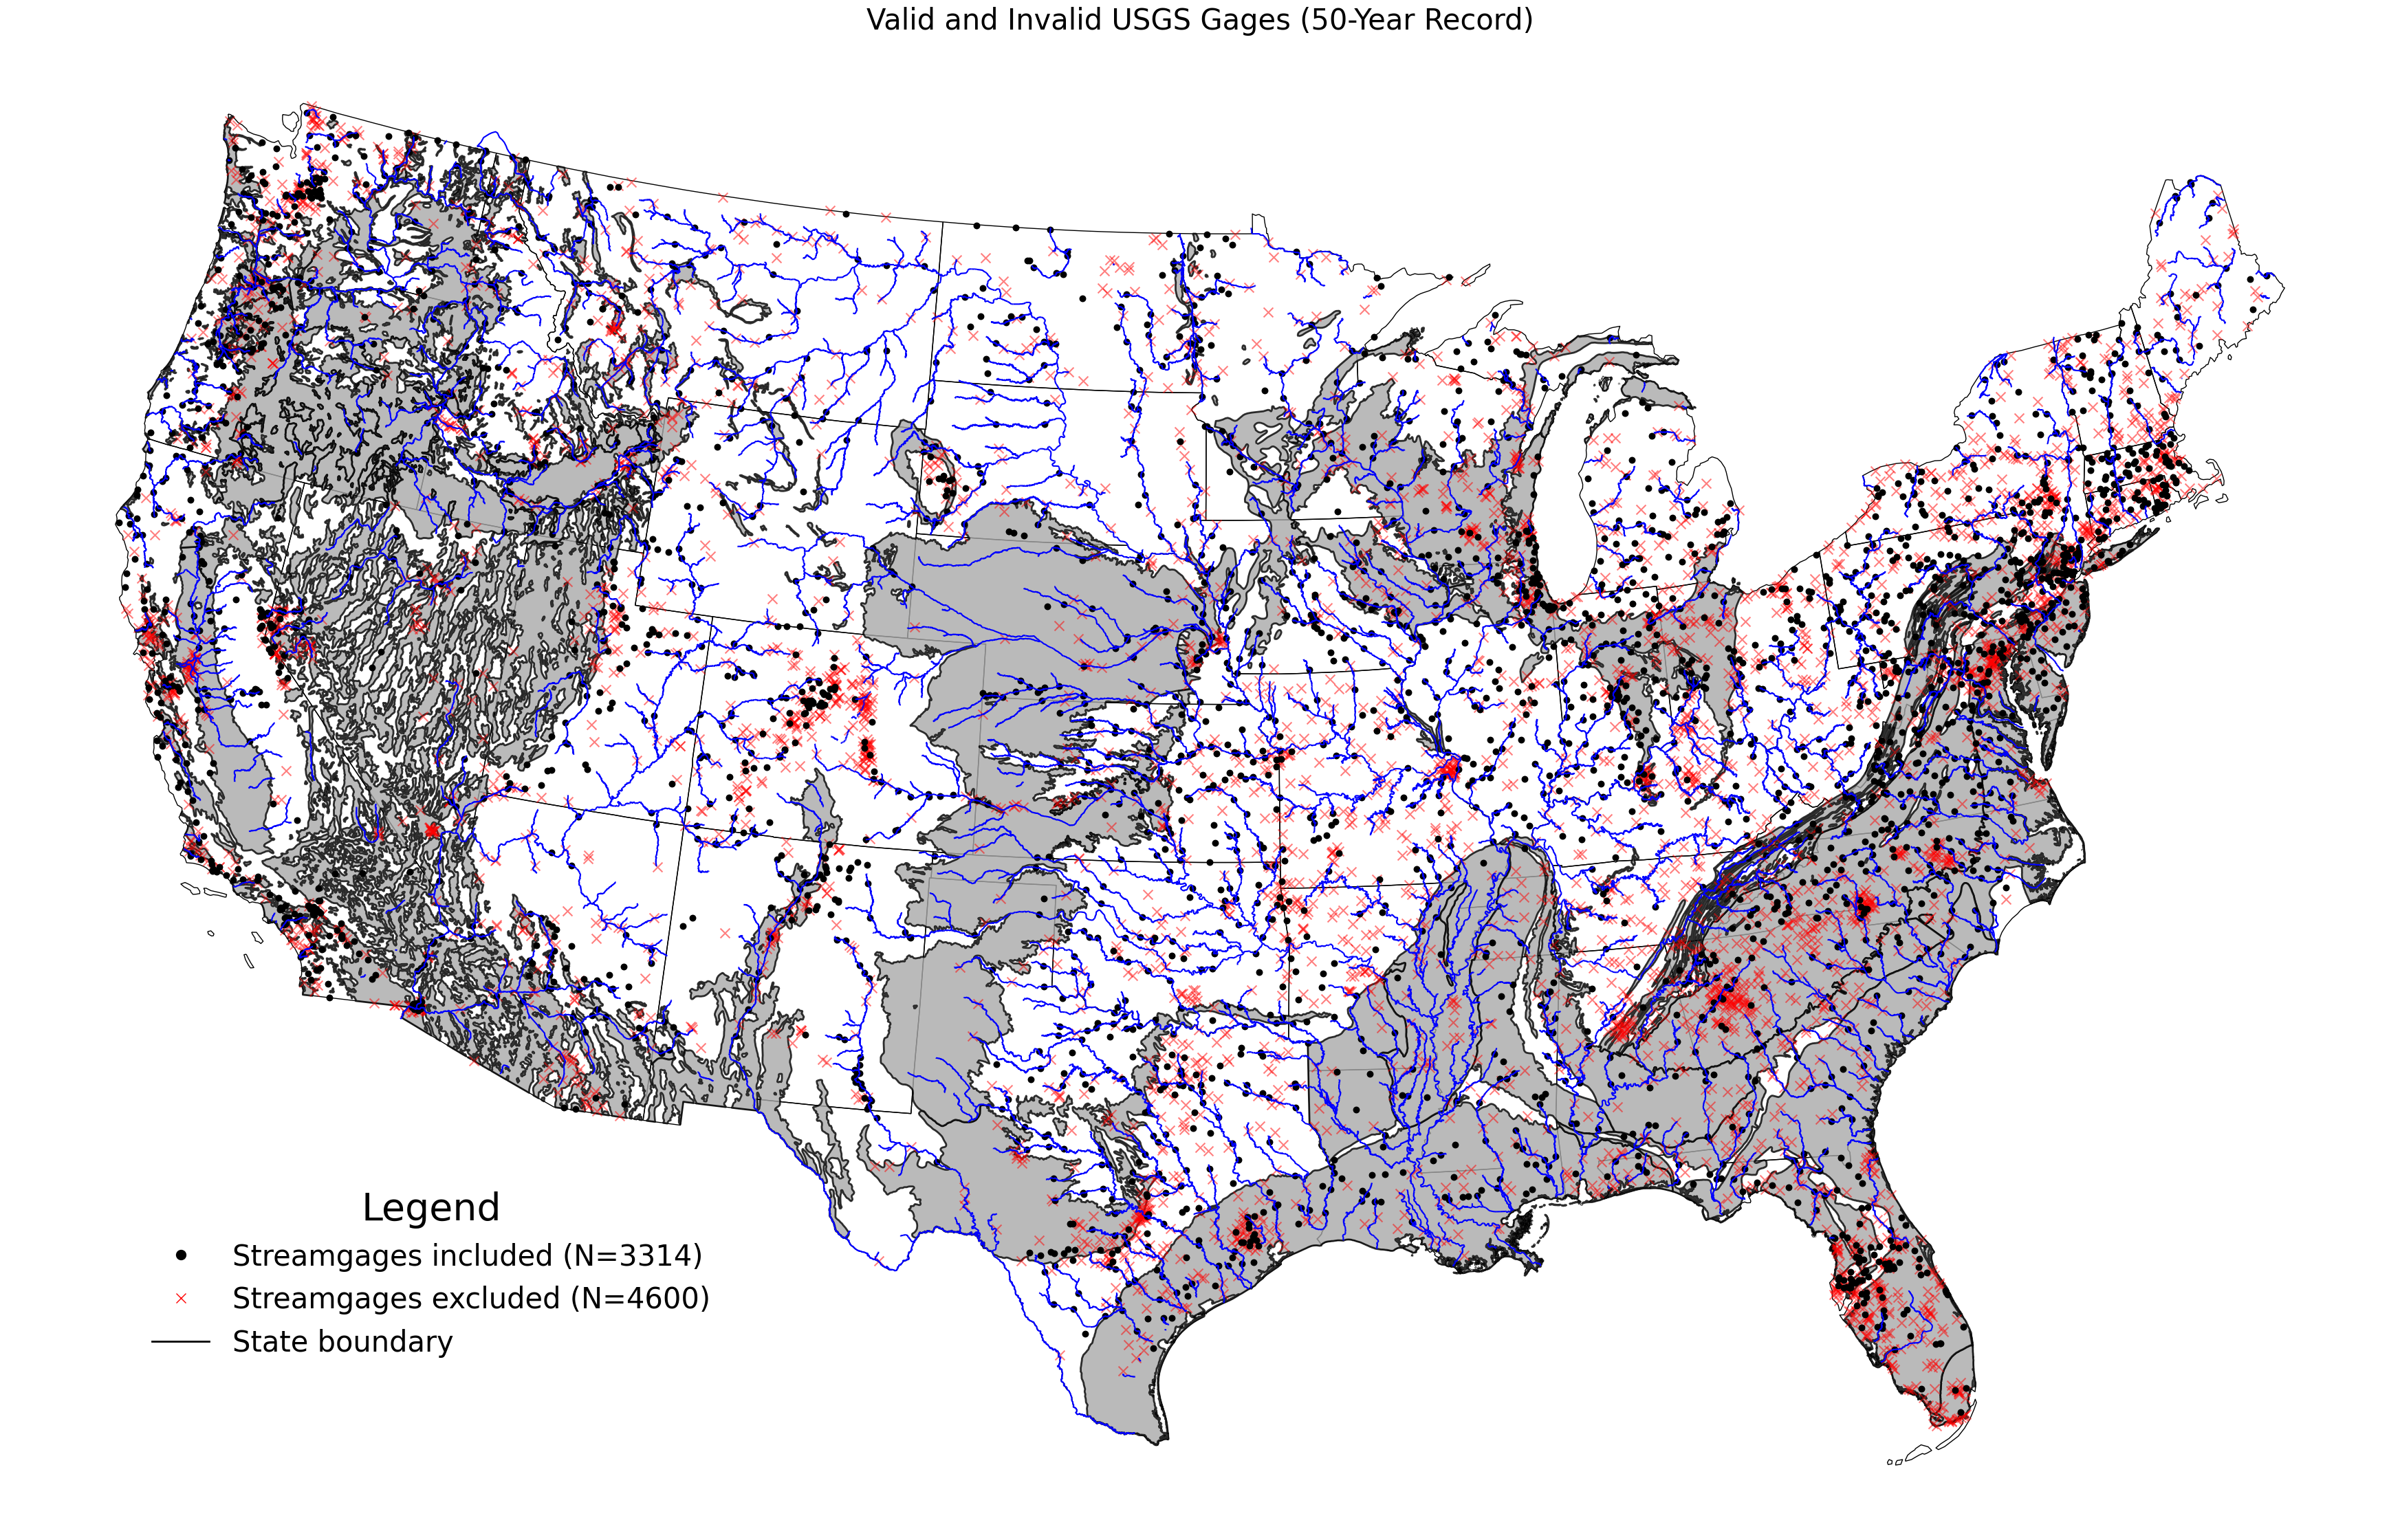 Valid and Invalid USGS Gages (50-Year Record)
Legend
Streamgages included (N=3314)
Streamgages excluded (N=4600)
State boundary